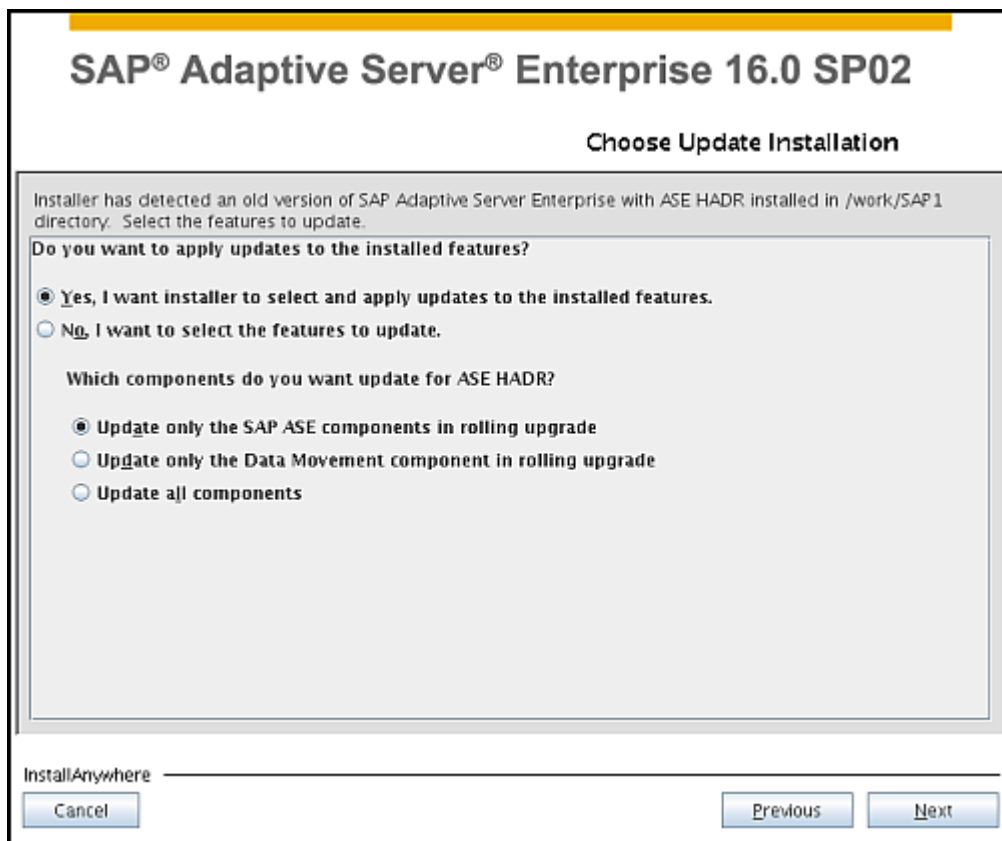 SAP® Adaptive Server® Enterprise 16.0 SP02
Choose Update Installation
Installer has detected an old version of SAP Adaptive Server Enterprise with ASE HADR installed in /work/SAP1
directory. Select the features to update.
Do you want to apply updates to the installed features?
Yes, I want installer to select and apply updates to the installed features.
No, I want to select the features to update.
Which components do you want update for ASE HADR?
Update only the SAP ASE components in rolling upgrade
Update only the Data Movement component in rolling upgrade
Update all components
InstallAnywhere
Cancel
Previous
Next